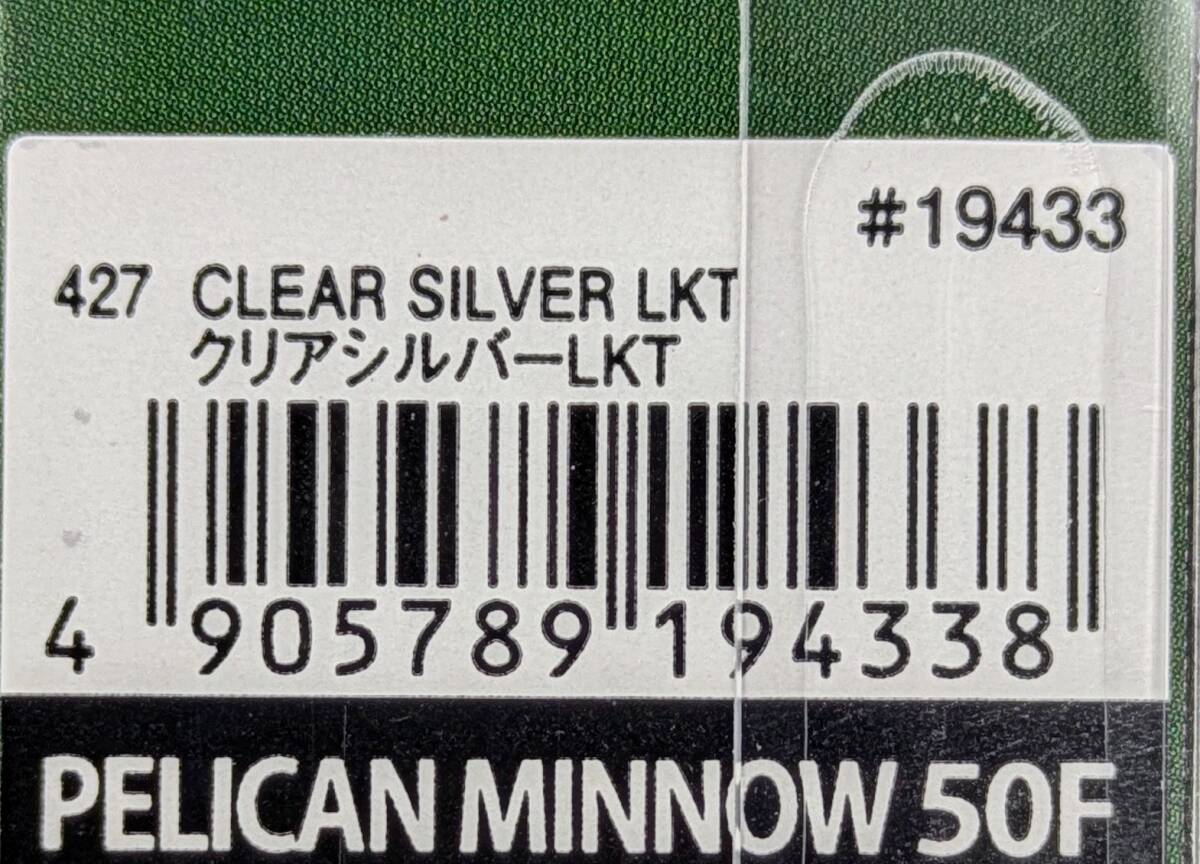 #19433
427 CLEAR SILVER LKT
クリアシルバーLKT
4 905789 194338
PELICAN MINNOW 50F